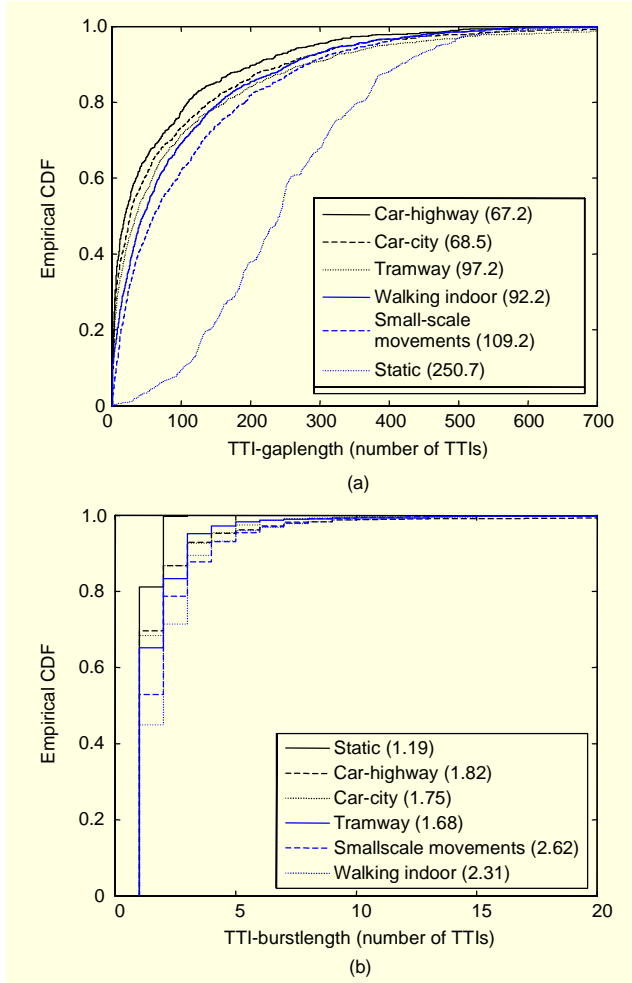 1.0
0.8
0.6
0.4
0.2
0
Empirical CDF
Car-highway (67.2)
Car-city (68.5)
Tramway (97.2)
Walking indoor (92.2)
Small-scale
movements (109.2)
Static (250.7)
100 200 300 400 500 600 700
TTI-gaplength (number of TTIs)
(a)
1.0
0.8
0.6
0.4
0.2
0
Empirical CDF
Static (1.19)
Car-highway (1.82)
Car-city (1.75)
Tramway (1.68)
Smallscale movements (2.62)
Walking indoor (2.31)
0 5 10 15 20
TTI-burstlength (number of TTIs)
(b)